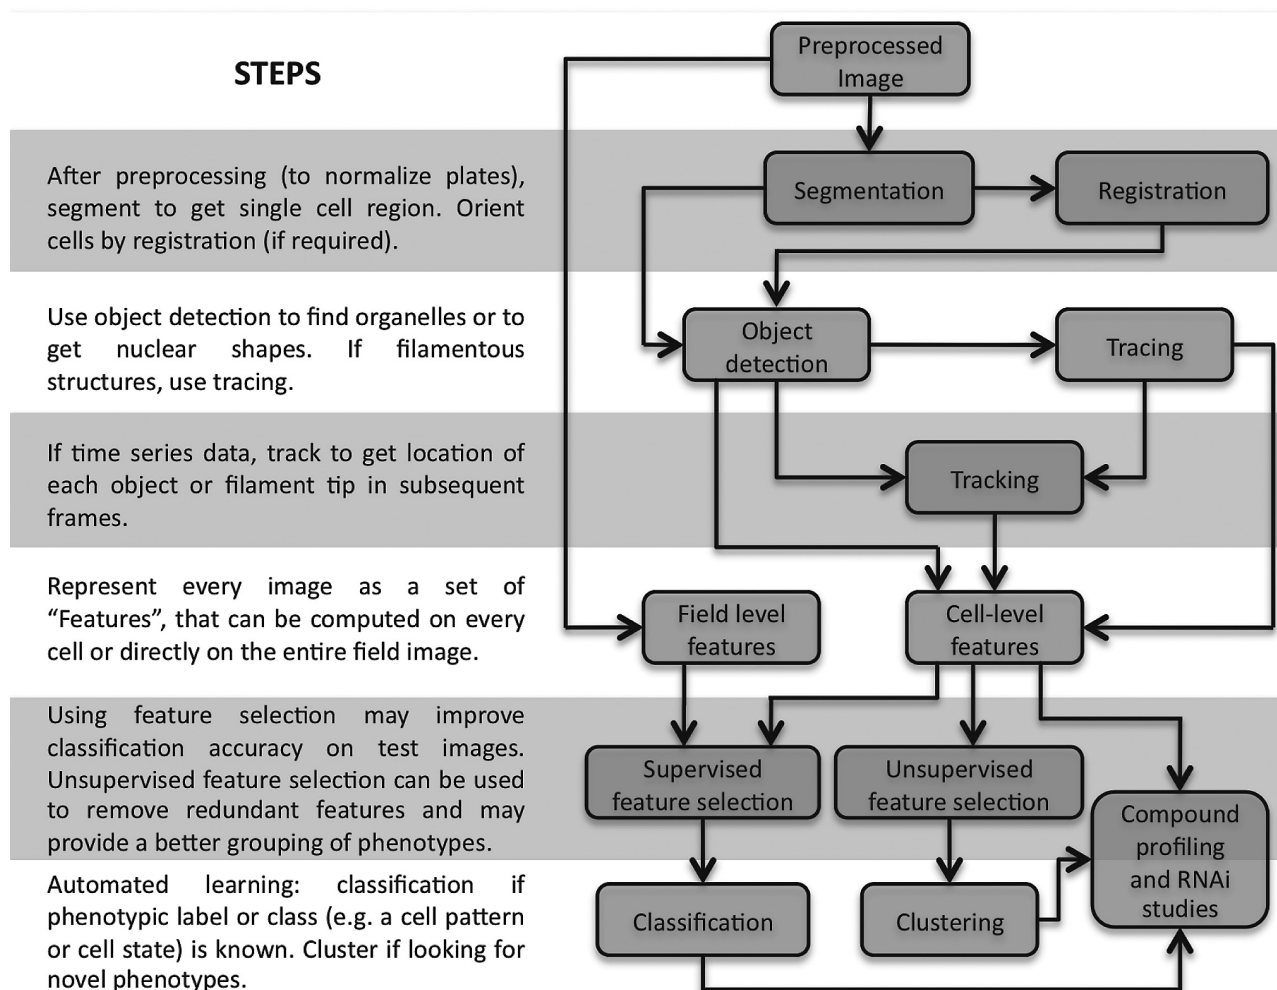 STEPS
Preprocessed
Image
After preprocessing (to normalize plates),
segment to get single cell region. Orient
cells by registration (if required).
Segmentation
Registration
Use object detection to find organelles or to
get nuclear shapes. If filamentous
structures, use tracing.
Object
detection
Tracing
If time series data, track to get location of
each object or filament tip in subsequent
frames.
Tracking
Represent every image as a set of
“Features”, that can be computed on every
cell or directly on the entire field image.
Field level
features
Cell-level
features
Using feature selection may improve
classification accuracy on test images.
Unsupervised feature selection can be used
to remove redundant features and may
provide a better grouping of phenotypes.
Supervised
feature selection
Unsupervised
feature selection
Compound
profiling
and RNAi
studies
Automated learning: classification if
phenotypic label or class (e.g. a cell pattern
or cell state) is known. Cluster if looking for
novel phenotypes.
Classification
Clustering